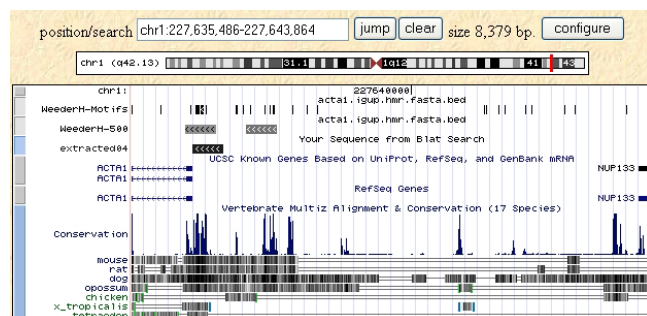 position/search chr1:227,635,486-227,643,864 jump clear size 8,379 bp. configure
chr1 (q42.13) 31.1 1q12 41 43
chr1: 227640000
acta1.igup.hmr.fasta.bed
WeederH-Motifs
acta1.igup.hmr.fasta.bed
WeederH-500
Your Sequence from Blat Search
extracted04
UCSC Known Genes Based on UniProt, RefSeq, and GenBank mRNA
ACTA1 NUP133
ACTA1
RefSeq Genes
ACTA1 NUP133
Vertebrate Multiz Alignment & Conservation (17 Species)
Conservation
mouse
rat
dog
opossum
chicken
x_tropicalis
tetraodon